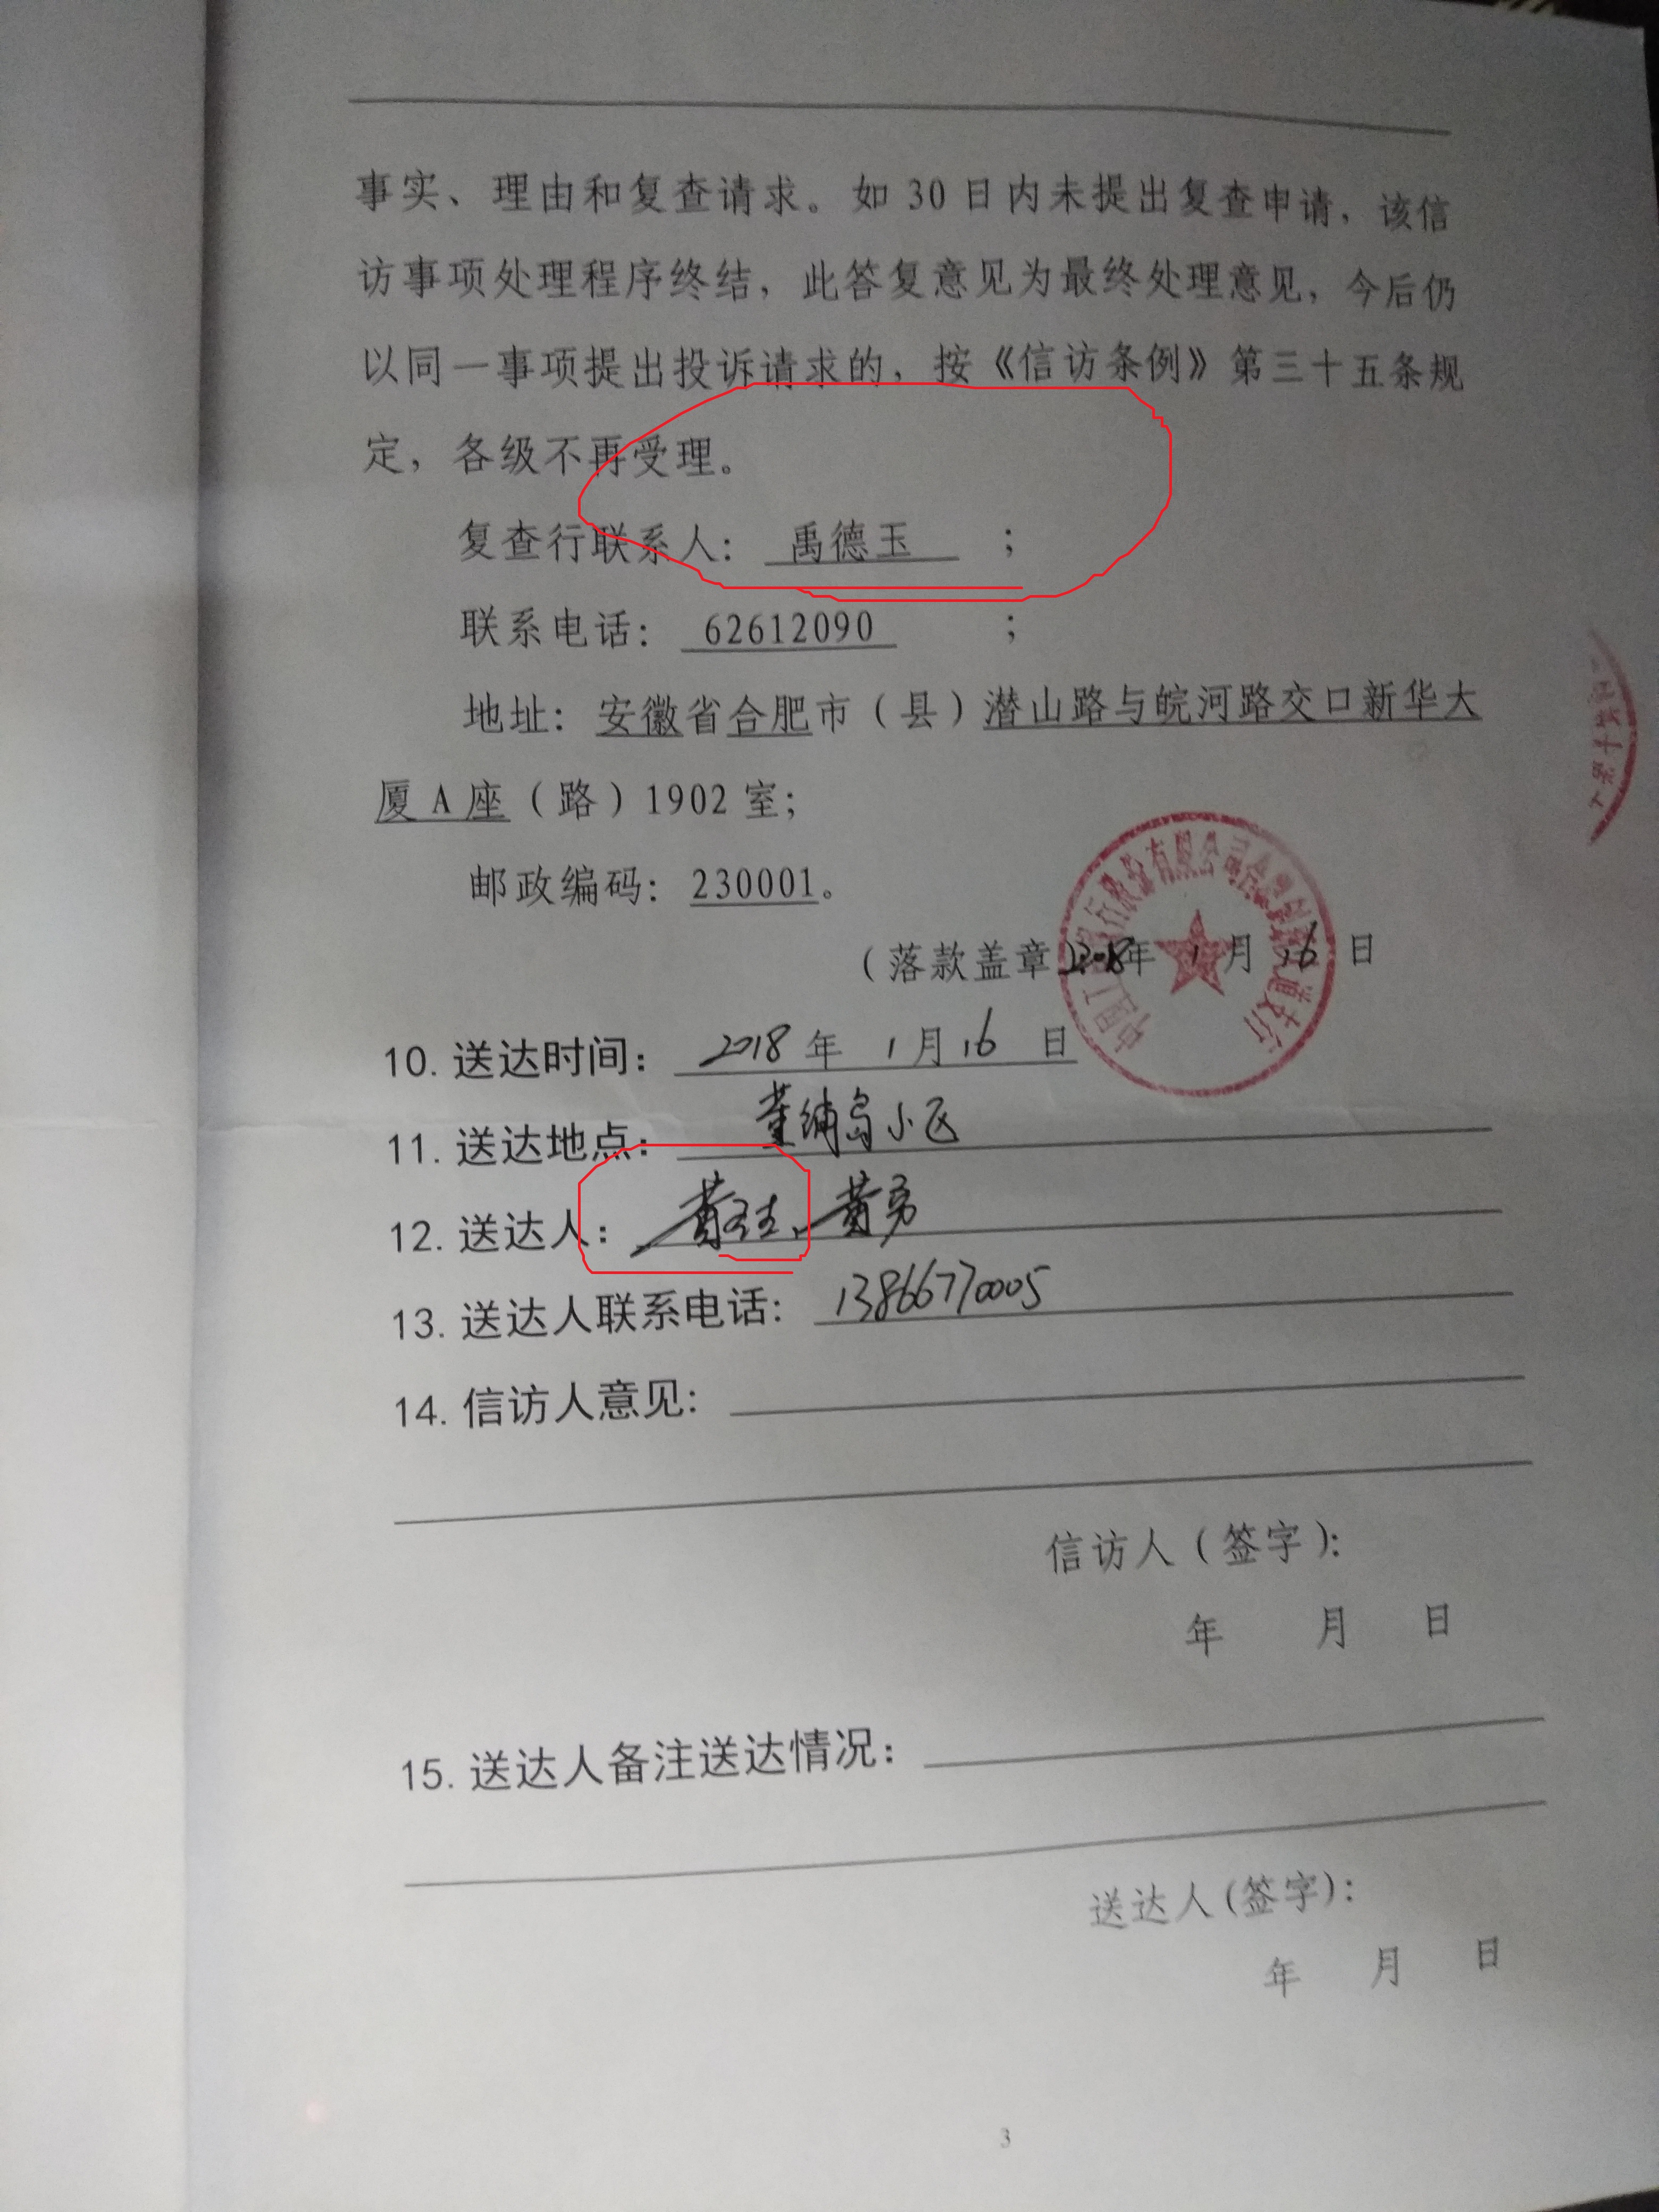 事实、理由和复查请求。如 30 日内未提出复查申请，该信
访事项处理程序终结，此答复意见为最终处理意见，今后仍
以同一事项提出投诉请求的，按《信访条例》第三十五条规
定，各级不再受理。
复查行联系人： 禹德玉 ；
联系电话： 62612090 ；
地址：安徽省合肥市（县）潜山路与皖河路交口新华大
厦 A 座（路）1902 室；
邮政编码：230001。
（落款盖章）2018年 1 月 16 日
10. 送达时间： 2018 年 1 月 16 日
11. 送达地点： 董铺岛小区
12. 送达人： 黄勇
13. 送达人联系电话： 13866770005
14. 信访人意见：
信访人（签字）：
年 月 日
15. 送达人备注送达情况：
送达人（签字）：
年 月 日
3